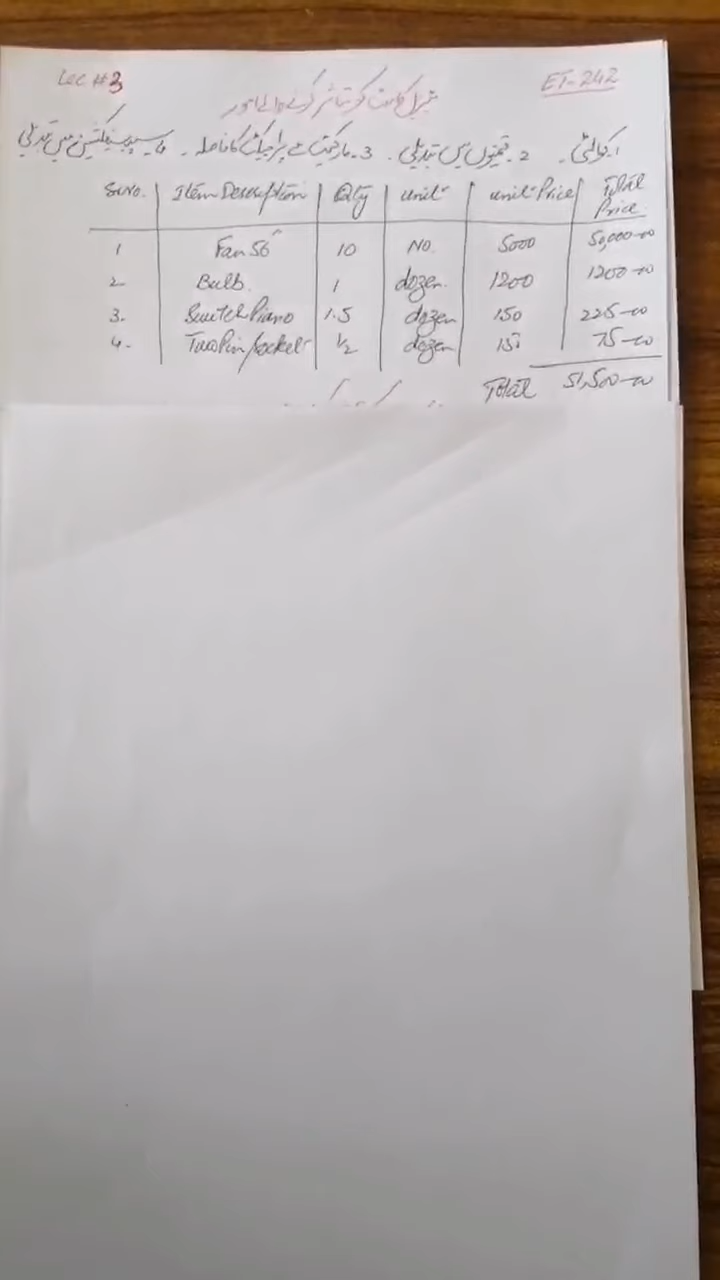 Lec #3
میٹریل کاسٹ کو متاثر کرنے والے امور
ET-242
1۔ کوالٹی ۔ 2۔ قیمتوں میں تبدیلی ۔ 3۔ مارکیٹ سے پراجیکٹ کا فاصلہ ۔ 4۔ سپیسیفیکیشن میں تبدیلی
Sr.No. Item Description Qty unit unit Price Total Price
1 Fan 56" 10 No. 5000 50,000-00
2. Bulb. 1 dozen. 1200 1200-00
3. Switch Piano 1.5 dozen 150 225-00
4. Two Pin Socket 1/2 dozen 150 75-00
Total 51,500-00